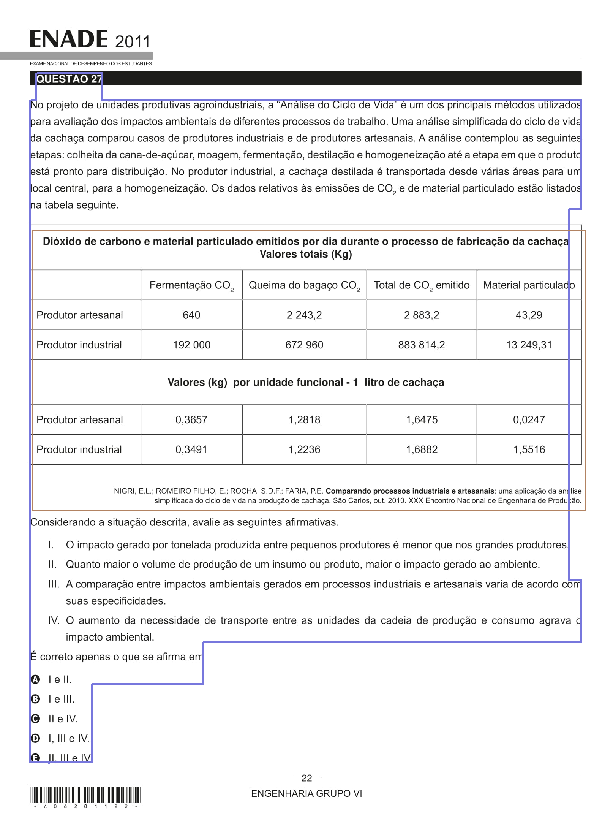 ENADE 2011
EXAME NACIONAL DE DESEMPENHO DOS ESTUDANTES
QUESTÃO 27
No projeto de unidades produtivas agroindustriais, a “Análise do Ciclo de Vida” é um dos principais métodos utilizados
para avaliação dos impactos ambientais de diferentes processos de trabalho. Uma análise simplificada do ciclo de vida
da cachaça comparou casos de produtores industriais e de produtores artesanais. A análise contemplou as seguintes
etapas: colheita da cana-de-açúcar, moagem, fermentação, destilação e homogeneização até a etapa em que o produto
está pronto para distribuição. No produtor industrial, a cachaça destilada é transportada desde várias áreas para um
local central, para a homogeneização. Os dados relativos às emissões de CO2 e de material particulado estão listados
na tabela seguinte.
Dióxido de carbono e material particulado emitidos por dia durante o processo de fabricação da cachaça
Valores totais (Kg)
Fermentação CO2 Queima do bagaço CO2 Total de CO2 emitido Material particulado
Produtor artesanal 640 2 243,2 2 883,2 43,29
Produtor industrial 192 000 672 960 883 814,2 13 249,31
Valores (kg) por unidade funcional - 1 litro de cachaça
Produtor artesanal 0,3657 1,2818 1,6475 0,0247
Produtor industrial 0,3491 1,2236 1,6882 1,5516
NIGRI, E.L.; ROMEIRO FILHO, E.; ROCHA, S.D.F.; FARIA, P.E. Comparando processos industriais e artesanais: uma aplicação da análise
simplificada do ciclo de vida na produção de cachaça. São Carlos, out. 2010. XXX Encontro Nacional de Engenharia de Produção.
Considerando a situação descrita, avalie as seguintes afirmativas.
I. O impacto gerado por tonelada produzida entre pequenos produtores é menor que nos grandes produtores.
II. Quanto maior o volume de produção de um insumo ou produto, maior o impacto gerado ao ambiente.
III. A comparação entre impactos ambientais gerados em processos industriais e artesanais varia de acordo com
suas especificidades.
IV. O aumento da necessidade de transporte entre as unidades da cadeia de produção e consumo agrava o
impacto ambiental.
É correto apenas o que se afirma em
A I e II.
B I e III.
C II e IV.
D I, III e IV.
E II, III e IV.
22
ENGENHARIA GRUPO VI